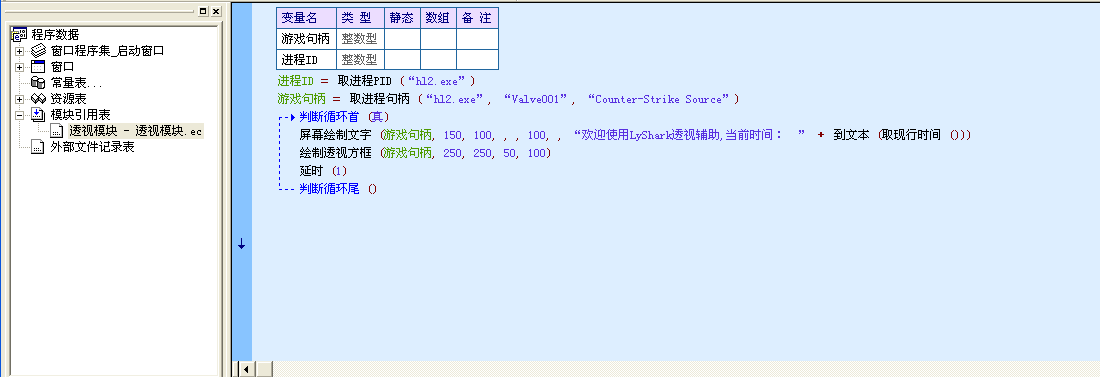 程序数据
窗口程序集_启动窗口
窗口
常量表...
资源表
模块引用表
透视模块 - 透视模块.ec
外部文件记录表
变量名 类 型 静态 数组 备 注
游戏句柄 整数型
进程ID 整数型
进程ID = 取进程PID (“hl2.exe”)
游戏句柄 = 取进程句柄 (“hl2.exe”, “Valve001”, “Counter-Strike Source”)
判断循环首 (真)
屏幕绘制文字 (游戏句柄, 150, 100, , , 100, , “欢迎使用LyShark透视辅助,当前时间： ” + 到文本 (取现行时间 ()))
绘制透视方框 (游戏句柄, 250, 250, 50, 100)
延时 (1)
判断循环尾 ()